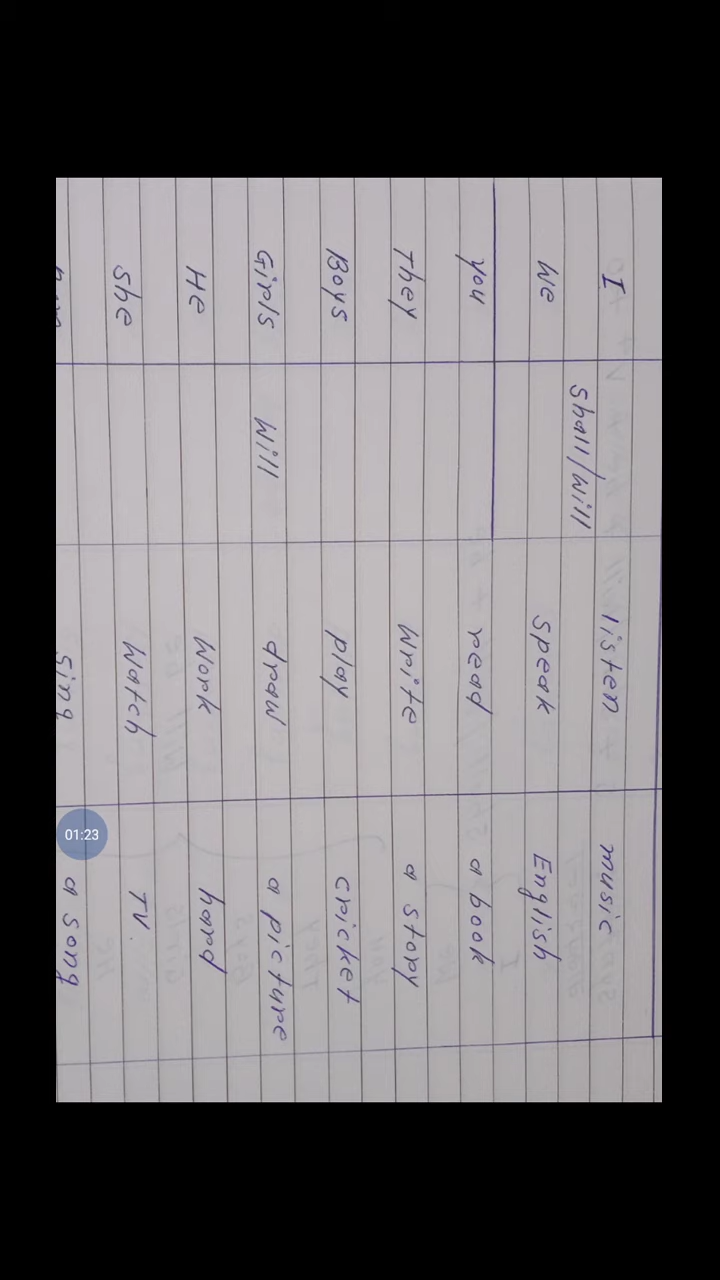 I listen music
Shall/will
We Speak English
you read a book
They Write a story
Boys play cricket
Girls Will draw a picture
He Work hard
She Watch TV.
Sing a song
01:23